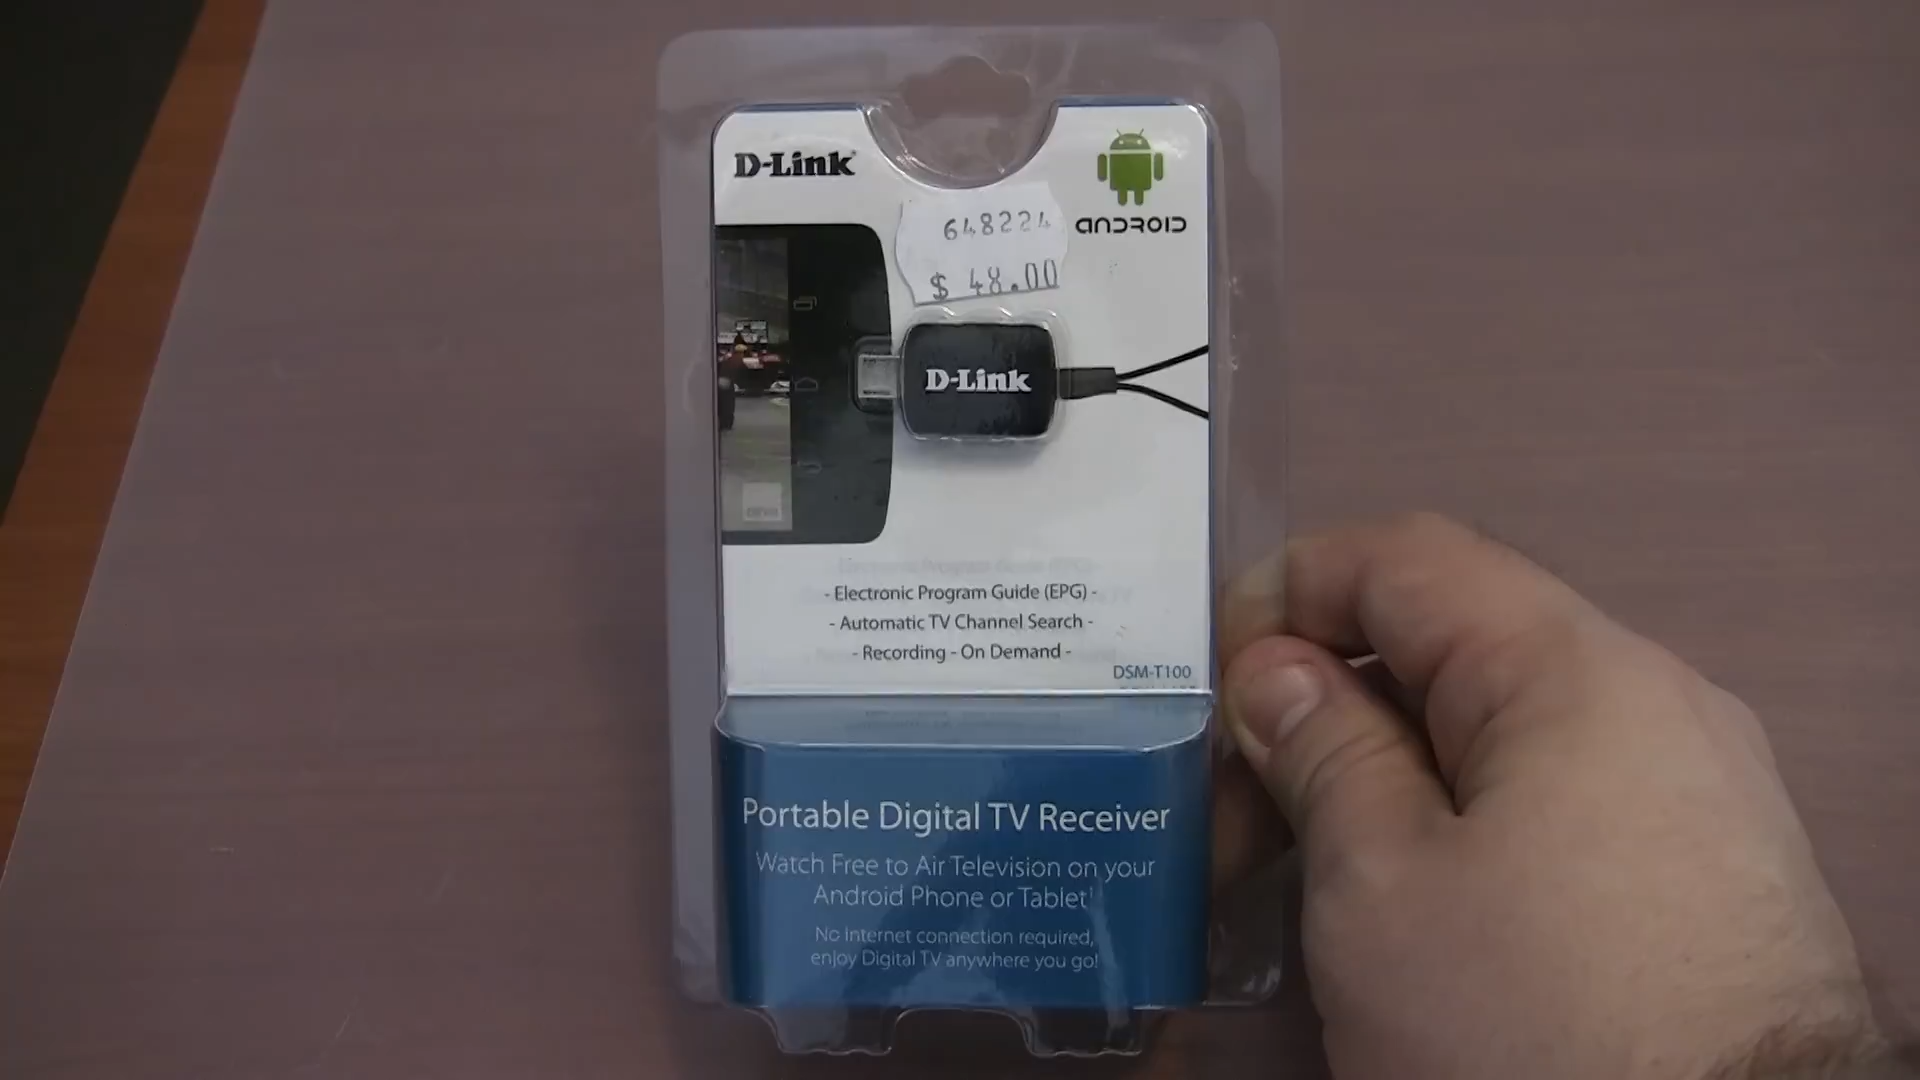 D-Link
ANDROID
648224
$ 48.00
D-Link
- Electronic Program Guide (EPG) -
- Automatic TV Channel Search -
- Recording - On Demand -
DSM-T100
Portable Digital TV Receiver
Watch Free to Air Television on your
Android Phone or Tablet!
No Internet connection required,
enjoy Digital TV anywhere you go!